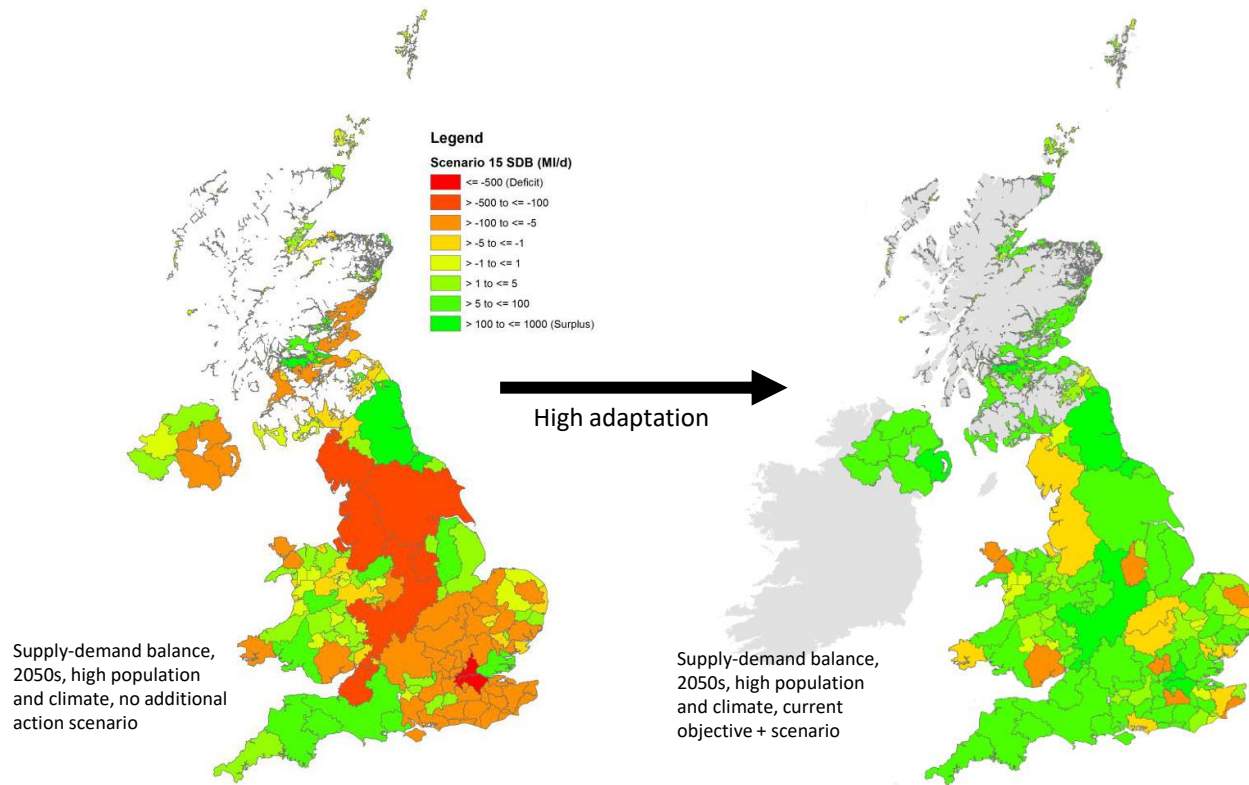 Legend
Scenario 15 SDB (Ml/d)
<= -500 (Deficit)
> -500 to <= -100
> -100 to <= -5
> -5 to <= -1
> -1 to <= 1
> 1 to <= 5
> 5 to <= 100
> 100 to <= 1000 (Surplus)
High adaptation
Supply-demand balance,
2050s, high population
and climate, no additional
action scenario
Supply-demand balance,
2050s, high population
and climate, current
objective + scenario